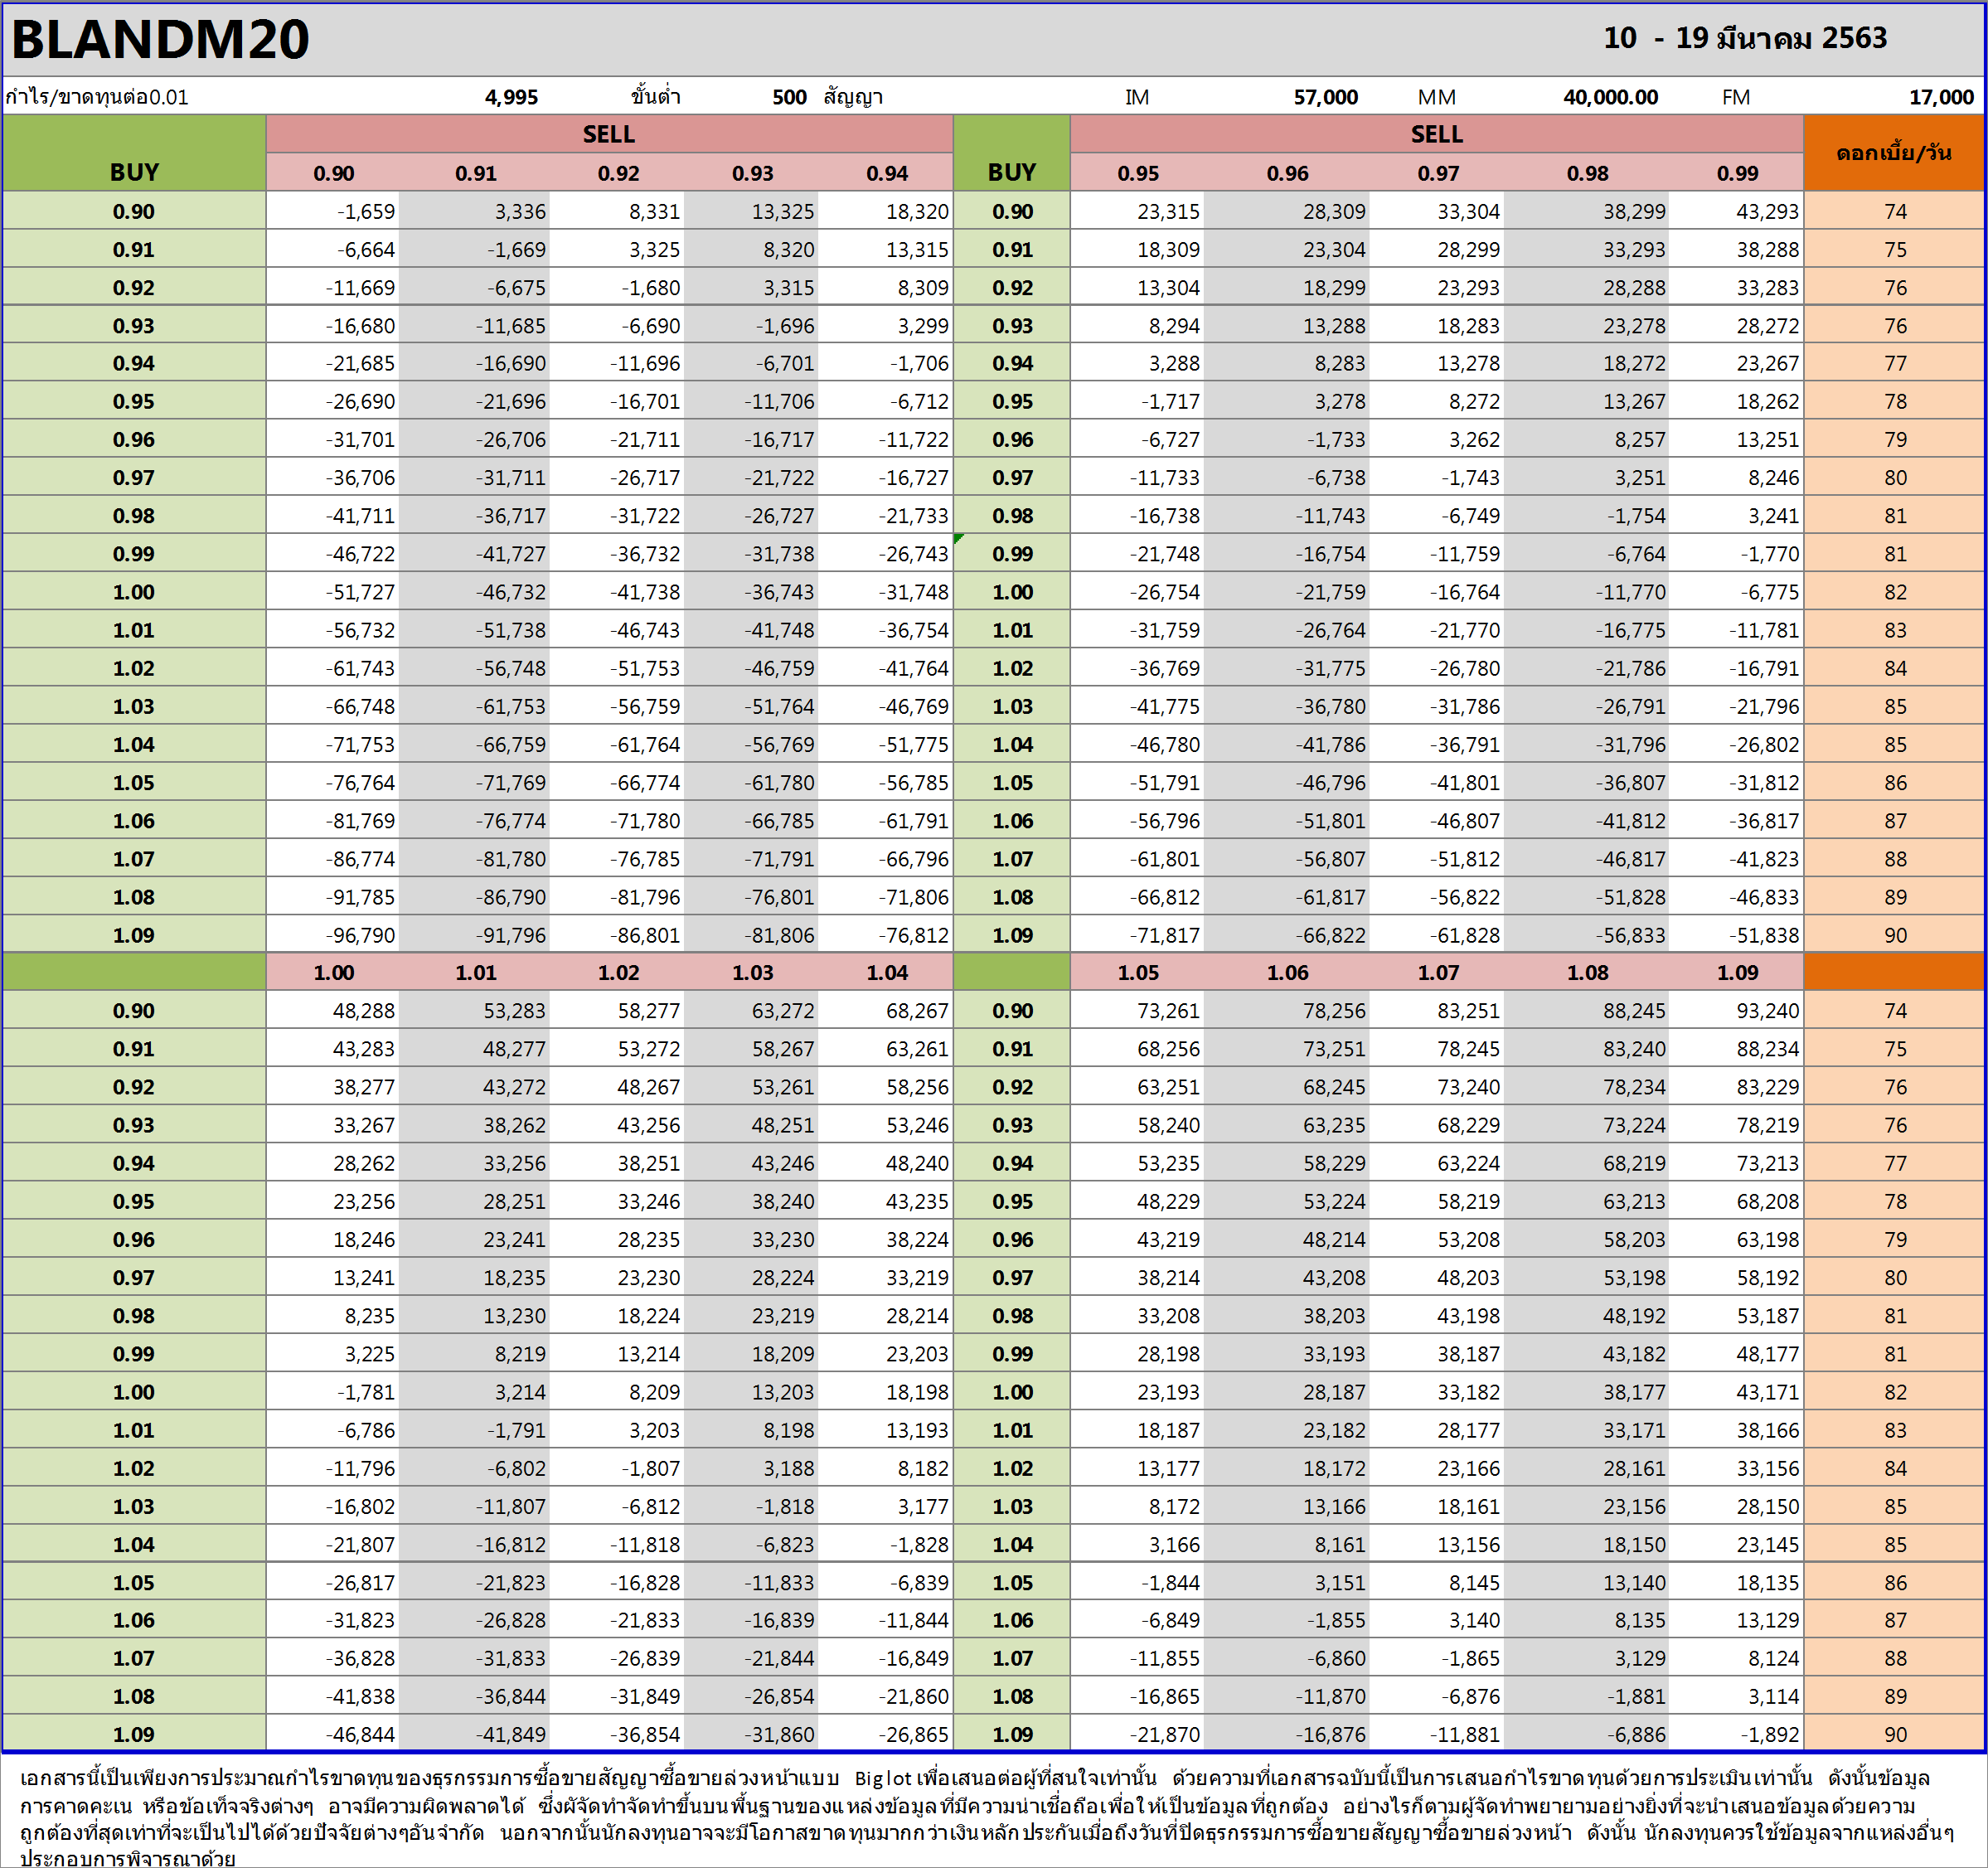 BLANDM20 10 - 19 มีนาคม 2563
กำไร/ขาดทุนต่อ0.01 4,995 ขั้นต่ำ 500 สัญญา IM 57,000 MM 40,000.00 FM 17,000
SELL SELL
BUY 0.90 0.91 0.92 0.93 0.94 BUY 0.95 0.96 0.97 0.98 0.99 ดอกเบี้ย/วัน
0.90 -1,659 3,336 8,331 13,325 18,320 0.90 23,315 28,309 33,304 38,299 43,293 74
0.91 -6,664 -1,669 3,325 8,320 13,315 0.91 18,309 23,304 28,299 33,293 38,288 75
0.92 -11,669 -6,675 -1,680 3,315 8,309 0.92 13,304 18,299 23,293 28,288 33,283 76
0.93 -16,680 -11,685 -6,690 -1,696 3,299 0.93 8,294 13,288 18,283 23,278 28,272 76
0.94 -21,685 -16,690 -11,696 -6,701 -1,706 0.94 3,288 8,283 13,278 18,272 23,267 77
0.95 -26,690 -21,696 -16,701 -11,706 -6,712 0.95 -1,717 3,278 8,272 13,267 18,262 78
0.96 -31,701 -26,706 -21,711 -16,717 -11,722 0.96 -6,727 -1,733 3,262 8,257 13,251 79
0.97 -36,706 -31,711 -26,717 -21,722 -16,727 0.97 -11,733 -6,738 -1,743 3,251 8,246 80
0.98 -41,711 -36,717 -31,722 -26,727 -21,733 0.98 -16,738 -11,743 -6,749 -1,754 3,241 81
0.99 -46,722 -41,727 -36,732 -31,738 -26,743 0.99 -21,748 -16,754 -11,759 -6,764 -1,770 81
1.00 -51,727 -46,732 -41,738 -36,743 -31,748 1.00 -26,754 -21,759 -16,764 -11,770 -6,775 82
1.01 -56,732 -51,738 -46,743 -41,748 -36,754 1.01 -31,759 -26,764 -21,770 -16,775 -11,781 83
1.02 -61,743 -56,748 -51,753 -46,759 -41,764 1.02 -36,769 -31,775 -26,780 -21,786 -16,791 84
1.03 -66,748 -61,753 -56,759 -51,764 -46,769 1.03 -41,775 -36,780 -31,786 -26,791 -21,796 85
1.04 -71,753 -66,759 -61,764 -56,769 -51,775 1.04 -46,780 -41,786 -36,791 -31,796 -26,802 85
1.05 -76,764 -71,769 -66,774 -61,780 -56,785 1.05 -51,791 -46,796 -41,801 -36,807 -31,812 86
1.06 -81,769 -76,774 -71,780 -66,785 -61,791 1.06 -56,796 -51,801 -46,807 -41,812 -36,817 87
1.07 -86,774 -81,780 -76,785 -71,791 -66,796 1.07 -61,801 -56,807 -51,812 -46,817 -41,823 88
1.08 -91,785 -86,790 -81,796 -76,801 -71,806 1.08 -66,812 -61,817 -56,822 -51,828 -46,833 89
1.09 -96,790 -91,796 -86,801 -81,806 -76,812 1.09 -71,817 -66,822 -61,828 -56,833 -51,838 90
1.00 1.01 1.02 1.03 1.04 1.05 1.06 1.07 1.08 1.09
0.90 48,288 53,283 58,277 63,272 68,267 0.90 73,261 78,256 83,251 88,245 93,240 74
0.91 43,283 48,277 53,272 58,267 63,261 0.91 68,256 73,251 78,245 83,240 88,234 75
0.92 38,277 43,272 48,267 53,261 58,256 0.92 63,251 68,245 73,240 78,234 83,229 76
0.93 33,267 38,262 43,256 48,251 53,246 0.93 58,240 63,235 68,229 73,224 78,219 76
0.94 28,262 33,256 38,251 43,246 48,240 0.94 53,235 58,229 63,224 68,219 73,213 77
0.95 23,256 28,251 33,246 38,240 43,235 0.95 48,229 53,224 58,219 63,213 68,208 78
0.96 18,246 23,241 28,235 33,230 38,224 0.96 43,219 48,214 53,208 58,203 63,198 79
0.97 13,241 18,235 23,230 28,224 33,219 0.97 38,214 43,208 48,203 53,198 58,192 80
0.98 8,235 13,230 18,224 23,219 28,214 0.98 33,208 38,203 43,198 48,192 53,187 81
0.99 3,225 8,219 13,214 18,209 23,203 0.99 28,198 33,193 38,187 43,182 48,177 81
1.00 -1,781 3,214 8,209 13,203 18,198 1.00 23,193 28,187 33,182 38,177 43,171 82
1.01 -6,786 -1,791 3,203 8,198 13,193 1.01 18,187 23,182 28,177 33,171 38,166 83
1.02 -11,796 -6,802 -1,807 3,188 8,182 1.02 13,177 18,172 23,166 28,161 33,156 84
1.03 -16,802 -11,807 -6,812 -1,818 3,177 1.03 8,172 13,166 18,161 23,156 28,150 85
1.04 -21,807 -16,812 -11,818 -6,823 -1,828 1.04 3,166 8,161 13,156 18,150 23,145 85
1.05 -26,817 -21,823 -16,828 -11,833 -6,839 1.05 -1,844 3,151 8,145 13,140 18,135 86
1.06 -31,823 -26,828 -21,833 -16,839 -11,844 1.06 -6,849 -1,855 3,140 8,135 13,129 87
1.07 -36,828 -31,833 -26,839 -21,844 -16,849 1.07 -11,855 -6,860 -1,865 3,129 8,124 88
1.08 -41,838 -36,844 -31,849 -26,854 -21,860 1.08 -16,865 -11,870 -6,876 -1,881 3,114 89
1.09 -46,844 -41,849 -36,854 -31,860 -26,865 1.09 -21,870 -16,876 -11,881 -6,886 -1,892 90
เอกสารนี้เป็นเพียงการประมาณกำไรขาดทุนของธุรกรรมการซื้อขายสัญญาซื้อขายล่วงหน้าแบบ Big lot เพื่อเสนอต่อผู้ที่สนใจเท่านั้น ด้วยความที่เอกสารฉบับนี้เป็นการเสนอกำไรขาดทุนด้วยการประเมินเท่านั้น ดังนั้นข้อมูล
การคาดคะเน หรือข้อเท็จจริงต่างๆ อาจมีความผิดพลาดได้ ซึ่งผัจัดทำจัดทำขึ้นบนพื้นฐานของแหล่งข้อมูลที่มีความน่าเชื่อถือเพื่อให้เป็นข้อมูลที่ถูกต้อง อย่างไรก็ตามผู้จัดทำพยายามอย่างยิ่งที่จะนำเสนอข้อมูลด้วยความ
ถูกต้องที่สุดเท่าที่จะเป็นไปได้ด้วยปัจจัยต่างๆอันจำกัด นอกจากนั้นนักลงทุนอาจจะมีโอกาสขาดทุนมากกว่าเงินหลักประกันเมื่อถึงวันที่ปิดธุรกรรมการซื้อขายสัญญาซื้อขายล่วงหน้า ดังนั้น นักลงทุนควรใช้ข้อมูลจากแหล่งอื่นๆ
ประกอบการพิจารณาด้วย